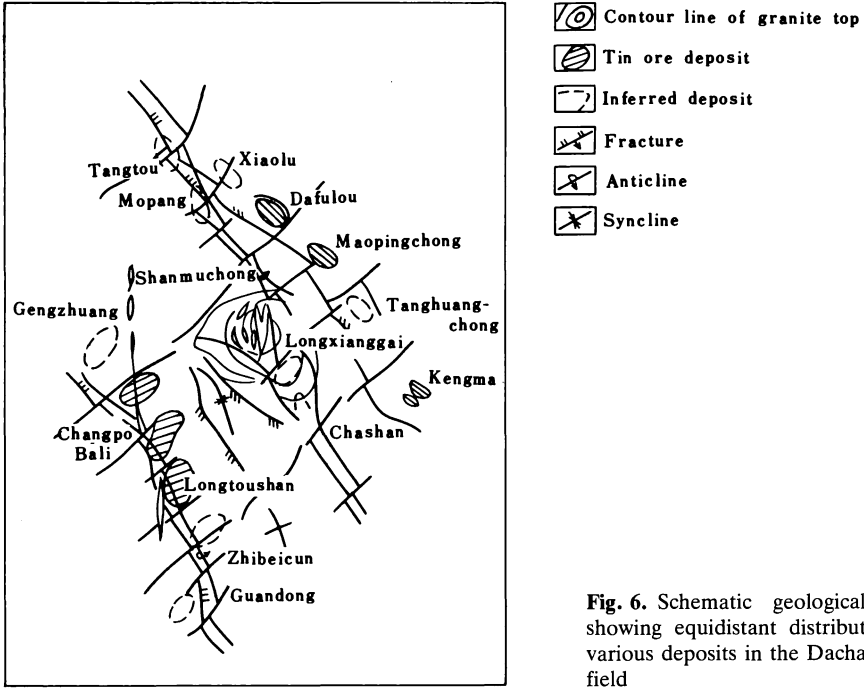 Contour line of granite top
Tin ore deposit
Inferred deposit
Fracture
Anticline
Syncline
Tangtou
Xiaolu
Mopang
Dafulou
Maopingchong
Shanmuchong
Gengzhuang
Tanghuang-
chong
Longxianggai
Kengma
Changpo
Chashan
Bali
Longtoushan
Zhibeicun
Guandong
Fig. 6. Schematic geological
showing equidistant distribut
various deposits in the Dacha
field